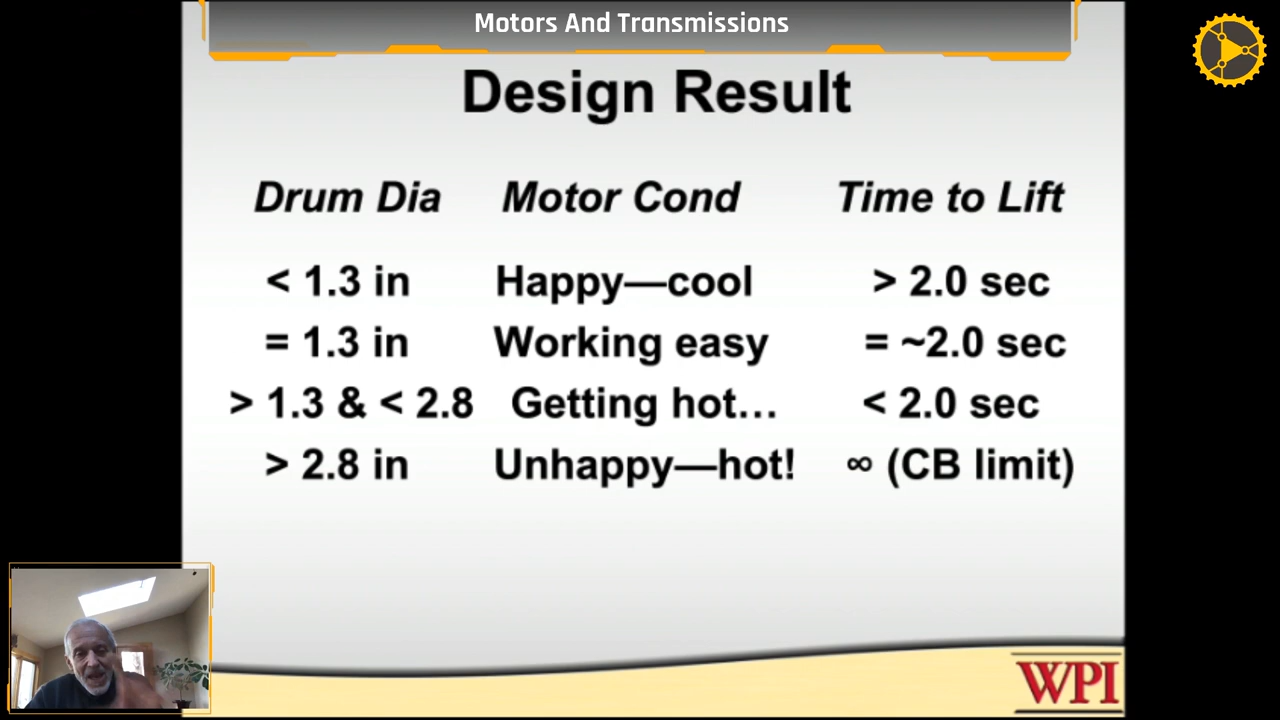 Motors And Transmissions
Design Result
Drum Dia Motor Cond Time to Lift
< 1.3 in Happy—cool > 2.0 sec
= 1.3 in Working easy = ~2.0 sec
> 1.3 & < 2.8 Getting hot... < 2.0 sec
> 2.8 in Unhappy—hot! ∞ (CB limit)
WPI